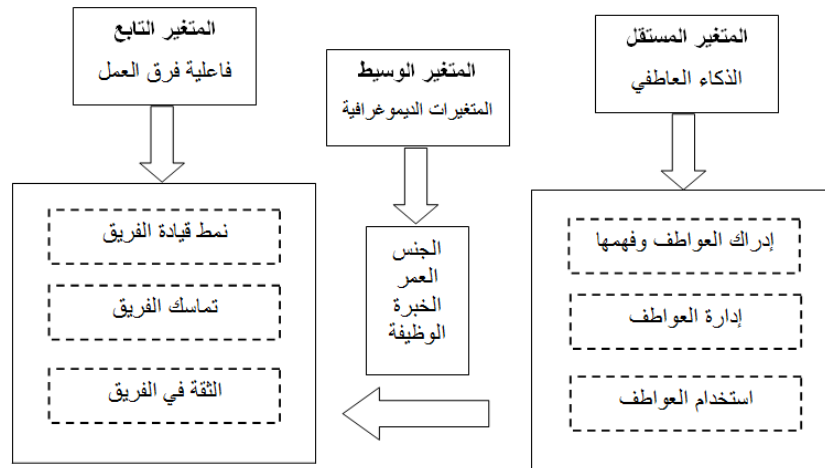 المتغير المستقل
الذكاء العاطفي
إدراك العواطف وفهمها
إدارة العواطف
استخدام العواطف
المتغير الوسيط
المتغيرات الديموغرافية
الجنس
العمر
الخبرة
الوظيفة
المتغير التابع
فاعلية فرق العمل
نمط قيادة الفريق
تماسك الفريق
الثقة في الفريق